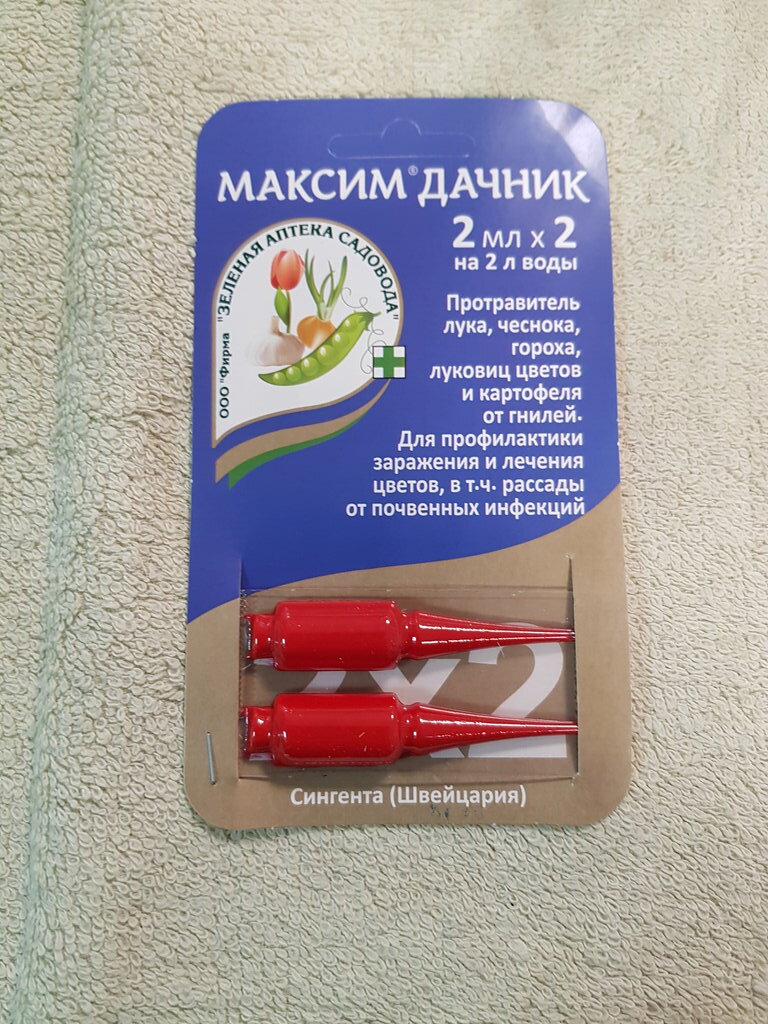 МАКСИМ® ДАЧНИК
2 мл х 2
на 2 л воды
ООО "Фирма "ЗЕЛЕНАЯ АПТЕКА САДОВОДА"
Протравитель
лука, чеснока,
гороха,
луковиц цветов
и картофеля
от гнилей.
Для профилактики
заражения и лечения
цветов, в т.ч. рассады
от почвенных инфекций
2х2
Сингента (Швейцария)